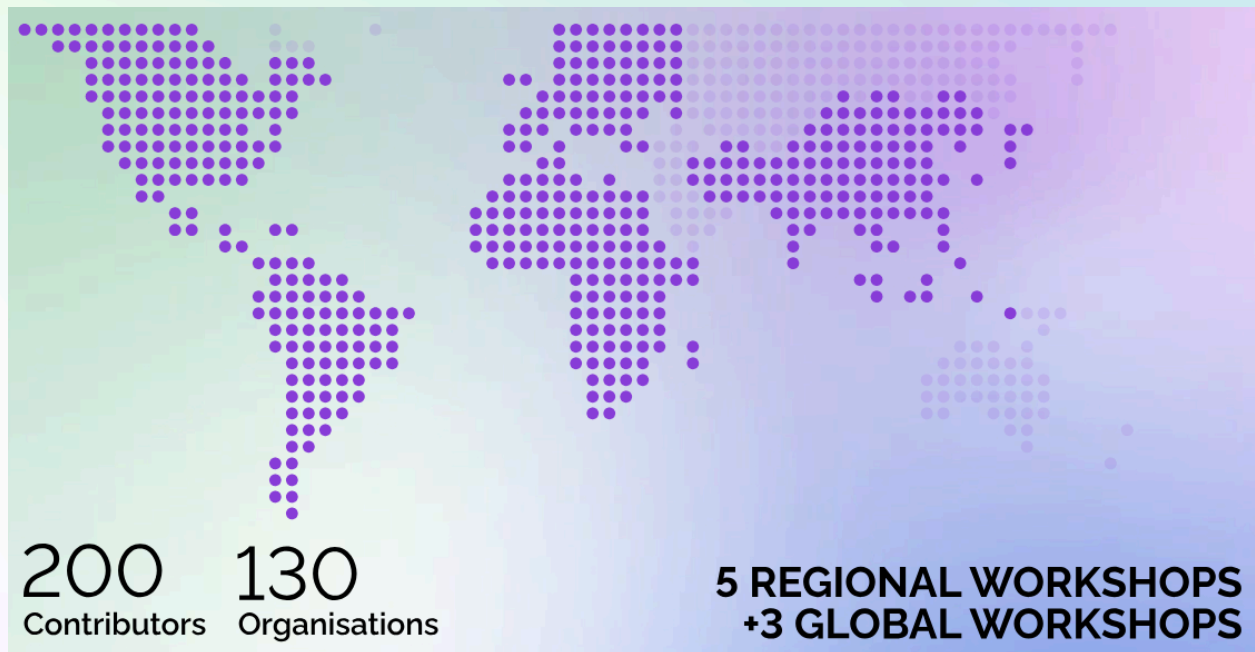 200
Contributors
130
Organisations
5 REGIONAL WORKSHOPS
+3 GLOBAL WORKSHOPS